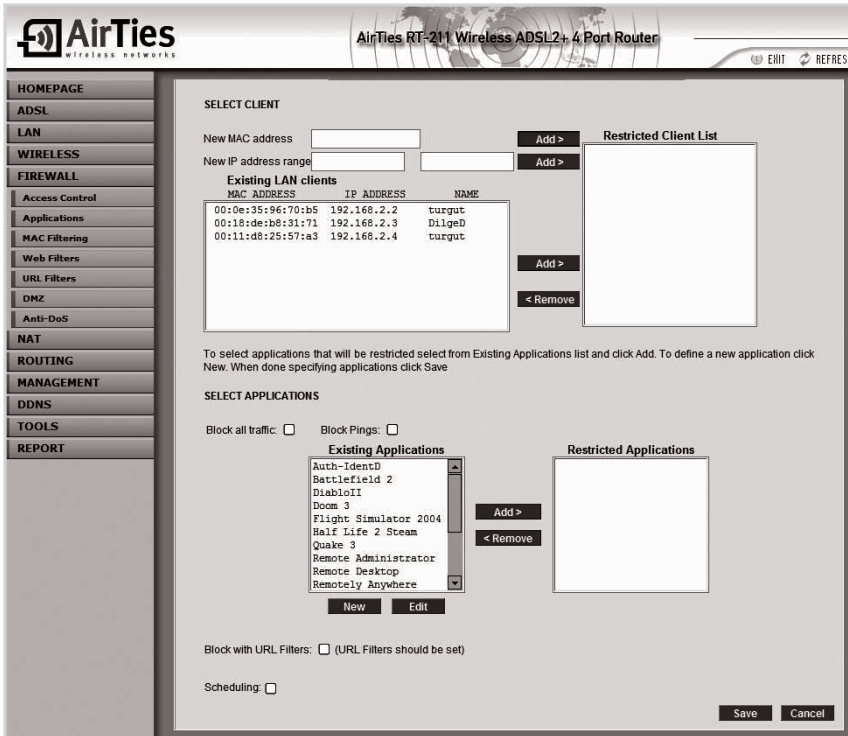 AirTies
wireless networks
AirTies RT-211 Wireless ADSL2+ 4 Port Router
EXIT REFRES
HOMEPAGE
ADSL
LAN
WIRELESS
FIREWALL
Access Control
Applications
MAC Filtering
Web Filters
URL Filters
DMZ
Anti-DoS
NAT
ROUTING
MANAGEMENT
DDNS
TOOLS
REPORT
SELECT CLIENT
New MAC address Add > Restricted Client List
New IP address range Add >
Existing LAN clients
MAC ADDRESS IP ADDRESS NAME
00:0e:35:96:70:b5 192.168.2.2 turgut
00:18:de:b8:31:71 192.168.2.3 DilgeD
00:11:d8:25:57:a3 192.168.2.4 turgut
Add >
< Remove
To select applications that will be restricted select from Existing Applications list and click Add. To define a new application click
New. When done specifying applications click Save
SELECT APPLICATIONS
Block all traffic: Block Pings:
Existing Applications Restricted Applications
Auth-IdentD
Battlefield 2
DiabloII
Doom 3
Flight Simulator 2004
Half Life 2 Steam
Quake 3
Remote Administrator
Remote Desktop
Remotely Anywhere
Add >
< Remove
New Edit
Block with URL Filters: (URL Filters should be set)
Scheduling:
Save Cancel